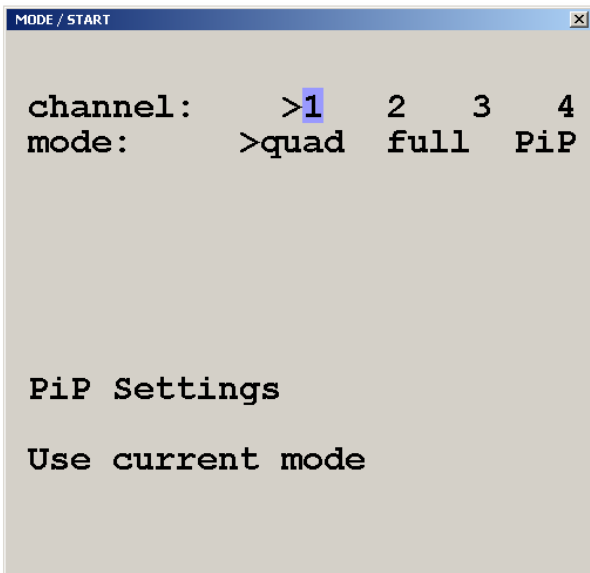 MODE / START
channel: >1 2 3 4
mode: >quad full PiP
PiP Settings
Use current mode